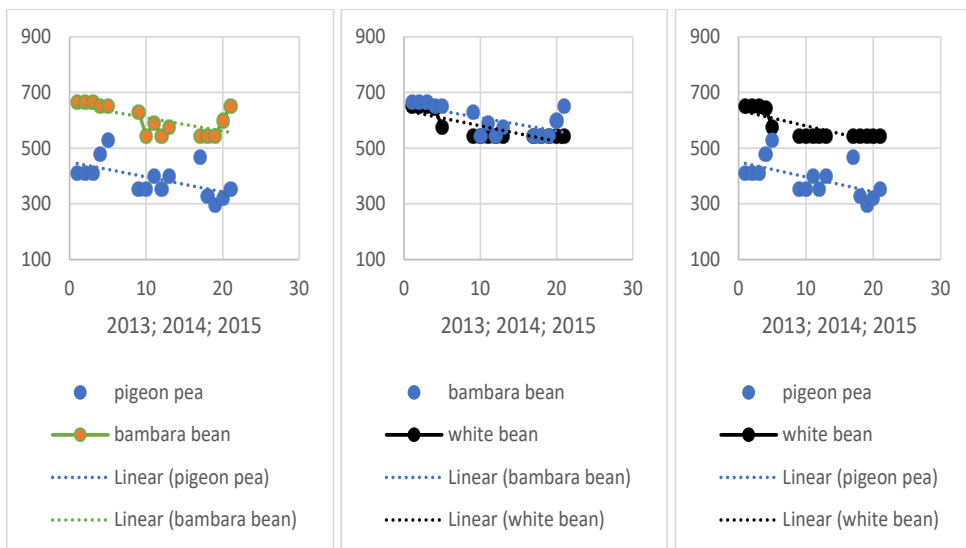 900
700
500
300
100
0 10 20 30
2013; 2014; 2015
pigeon pea
bambara bean
Linear (pigeon pea)
Linear (bambara bean)
900
700
500
300
100
0 10 20 30
2013; 2014; 2015
bambara bean
white bean
Linear (bambara bean)
Linear (white bean)
900
700
500
300
100
0 10 20 30
2013; 2014; 2015
pigeon pea
white bean
Linear (pigeon pea)
Linear (white bean)